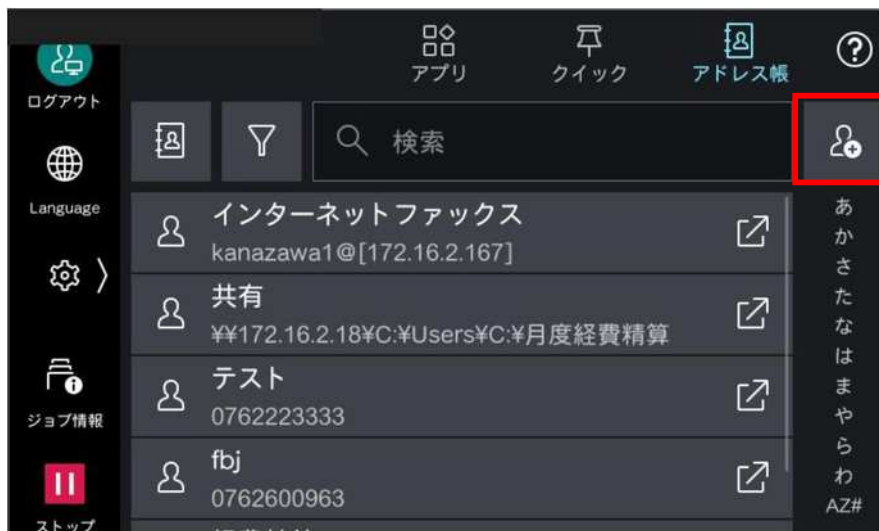 アプリ
クイック
アドレス帳
ログアウト
検索
Language
インターネットファックス
kanazawa1@[172.16.2.167]
共有
¥¥172.16.2.18¥C:¥Users¥C:¥月度経費精算
テスト
0762223333
ジョブ情報
fbj
0762600963
ストップ
あ
か
さ
た
な
は
ま
や
ら
わ
AZ#